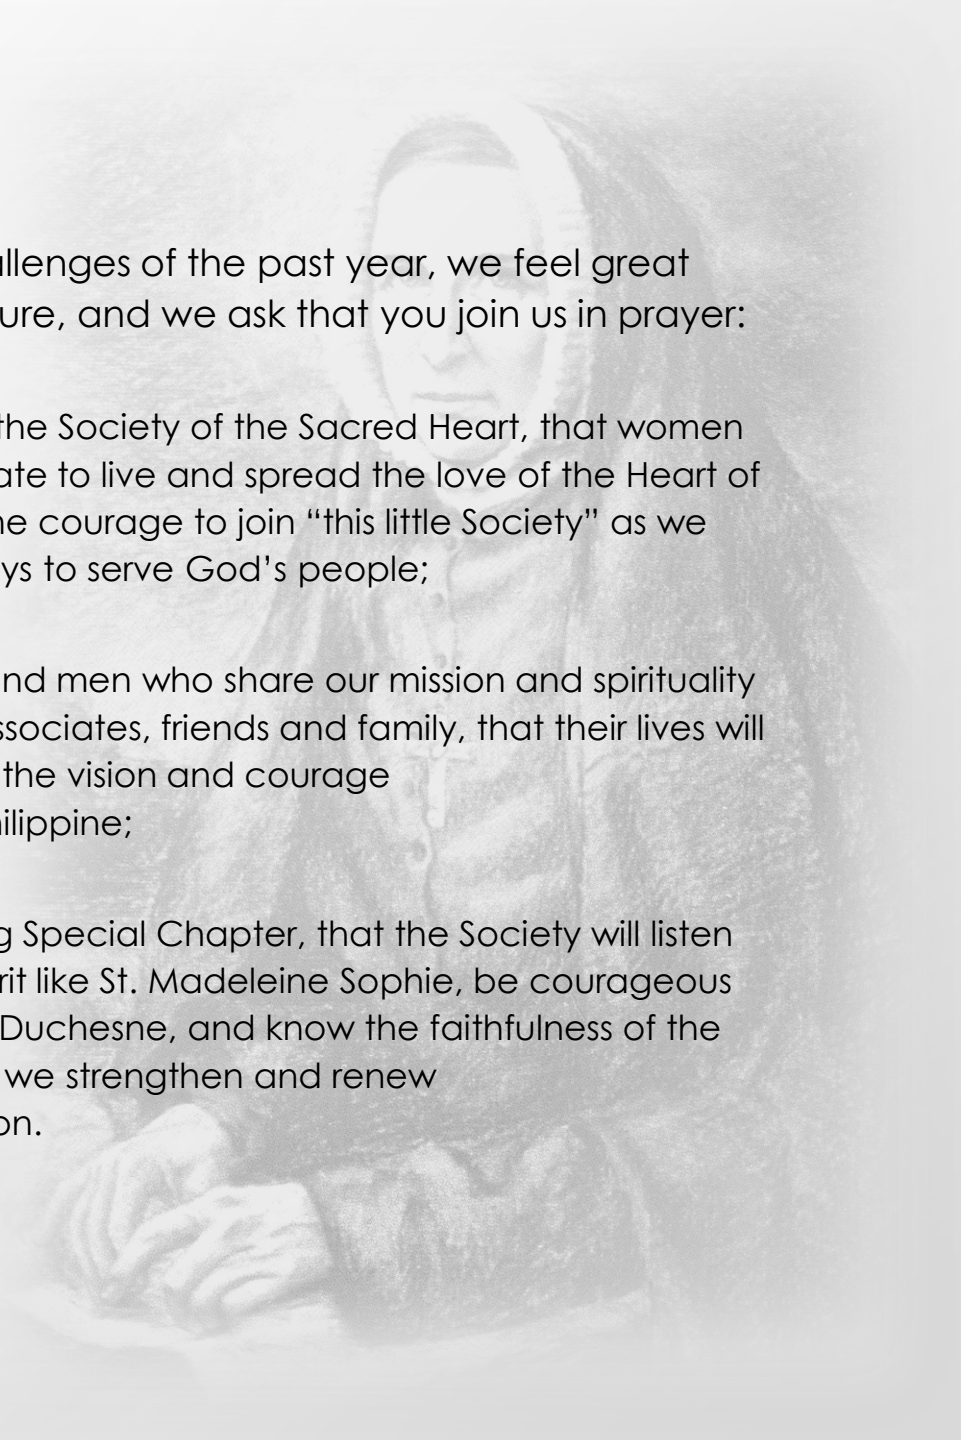 allenges of the past year, we feel great
ure, and we ask that you join us in prayer:
the Society of the Sacred Heart, that women
ate to live and spread the love of the Heart of
ne courage to join “this little Society” as we
ys to serve God’s people;
nd men who share our mission and spirituality
ssociates, friends and family, that their lives will
the vision and courage
ilippine;
g Special Chapter, that the Society will listen
rit like St. Madeleine Sophie, be courageous
Duchesne, and know the faithfulness of the
we strengthen and renew
on.